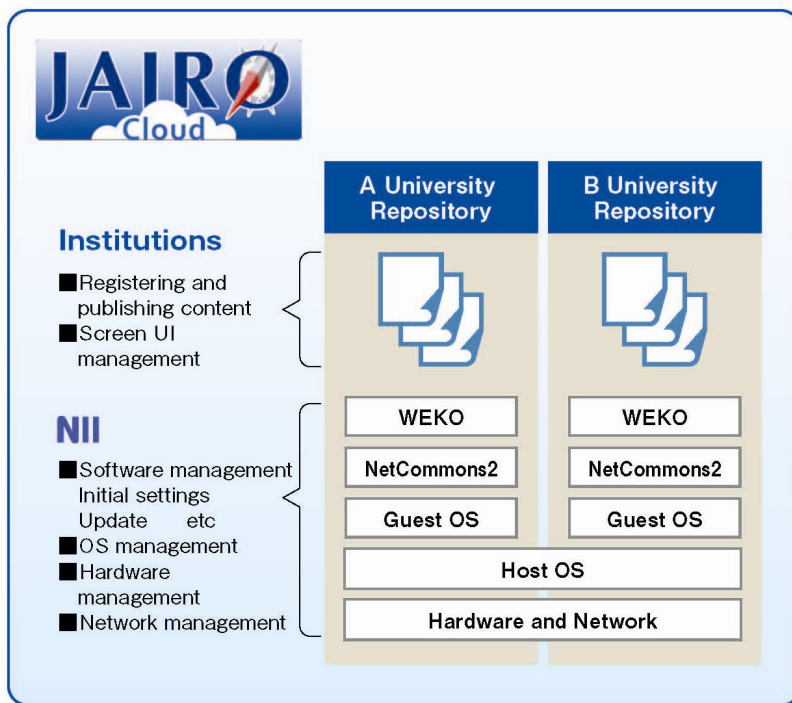 JAIRO
Cloud
A University
Repository
B University
Repository
Institutions
■Registering and
publishing content
■Screen UI
management
NII
■Software management
Initial settings
Update etc
■OS management
■Hardware
management
■Network management
WEKO
WEKO
NetCommons2
NetCommons2
Guest OS
Guest OS
Host OS
Hardware and Network